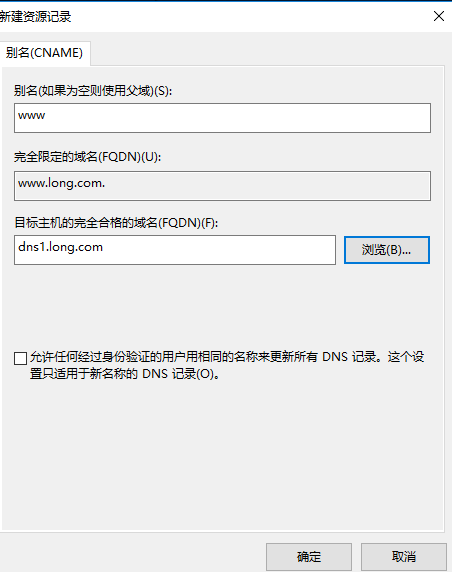 新建资源记录
别名(CNAME)
别名(如果为空则使用父域)(S):
www
完全限定的域名(FQDN)(U):
www.long.com.
目标主机的完全合格的域名(FQDN)(F):
dns1.long.com
浏览(B)...
允许任何经过身份验证的用户用相同的名称来更新所有 DNS 记录。这个设
置只适用于新名称的 DNS 记录(O)。
确定
取消